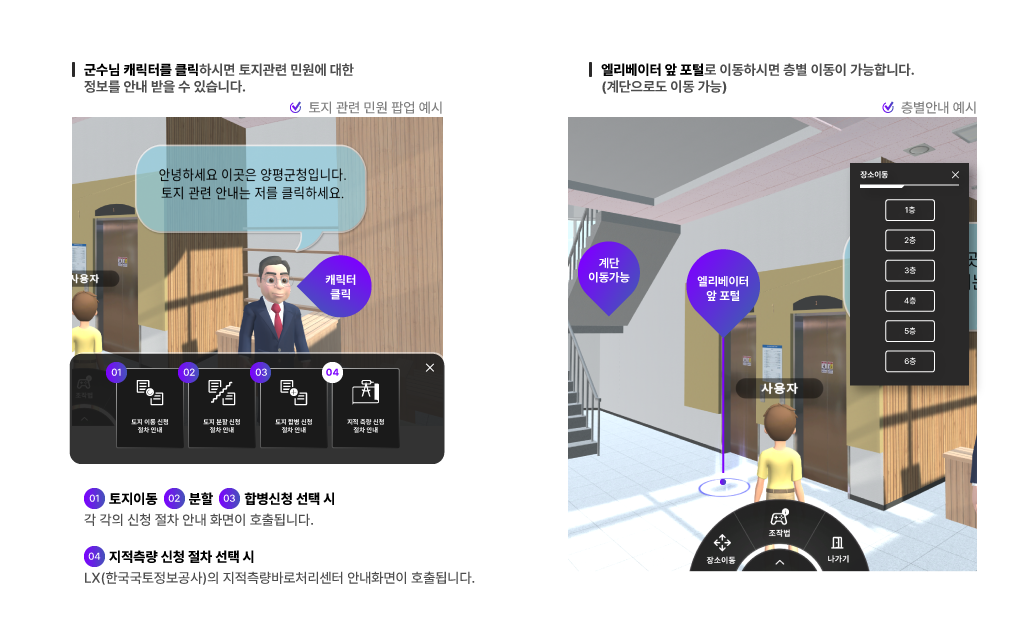 군수님 캐릭터를 클릭하시면 토지관련 민원에 대한
정보를 안내 받을 수 있습니다.
토지 관련 민원 팝업 예시
안녕하세요 이곳은 양평군청입니다.
토지 관련 안내는 저를 클릭하세요.
사용자
캐릭터
클릭
조작법
01
토지 이동 신청
절차 안내
02
토지 분할 신청
절차 안내
03
토지 합병 신청
절차 안내
04
지적 측량 신청
절차 안내
01 토지이동 02 분할 03 합병신청 선택 시
각 각의 신청 절차 안내 화면이 호출됩니다.
04 지적측량 신청 절차 선택 시
LX(한국국토정보공사)의 지적측량바로처리센터 안내화면이 호출됩니다.
엘리베이터 앞 포털로 이동하시면 층별 이동이 가능합니다.
(계단으로도 이동 가능)
층별안내 예시
계단
이동가능
엘리베이터
앞 포털
장소이동
1층
2층
3층
4층
5층
6층
사용자
장소이동
조작법
나가기